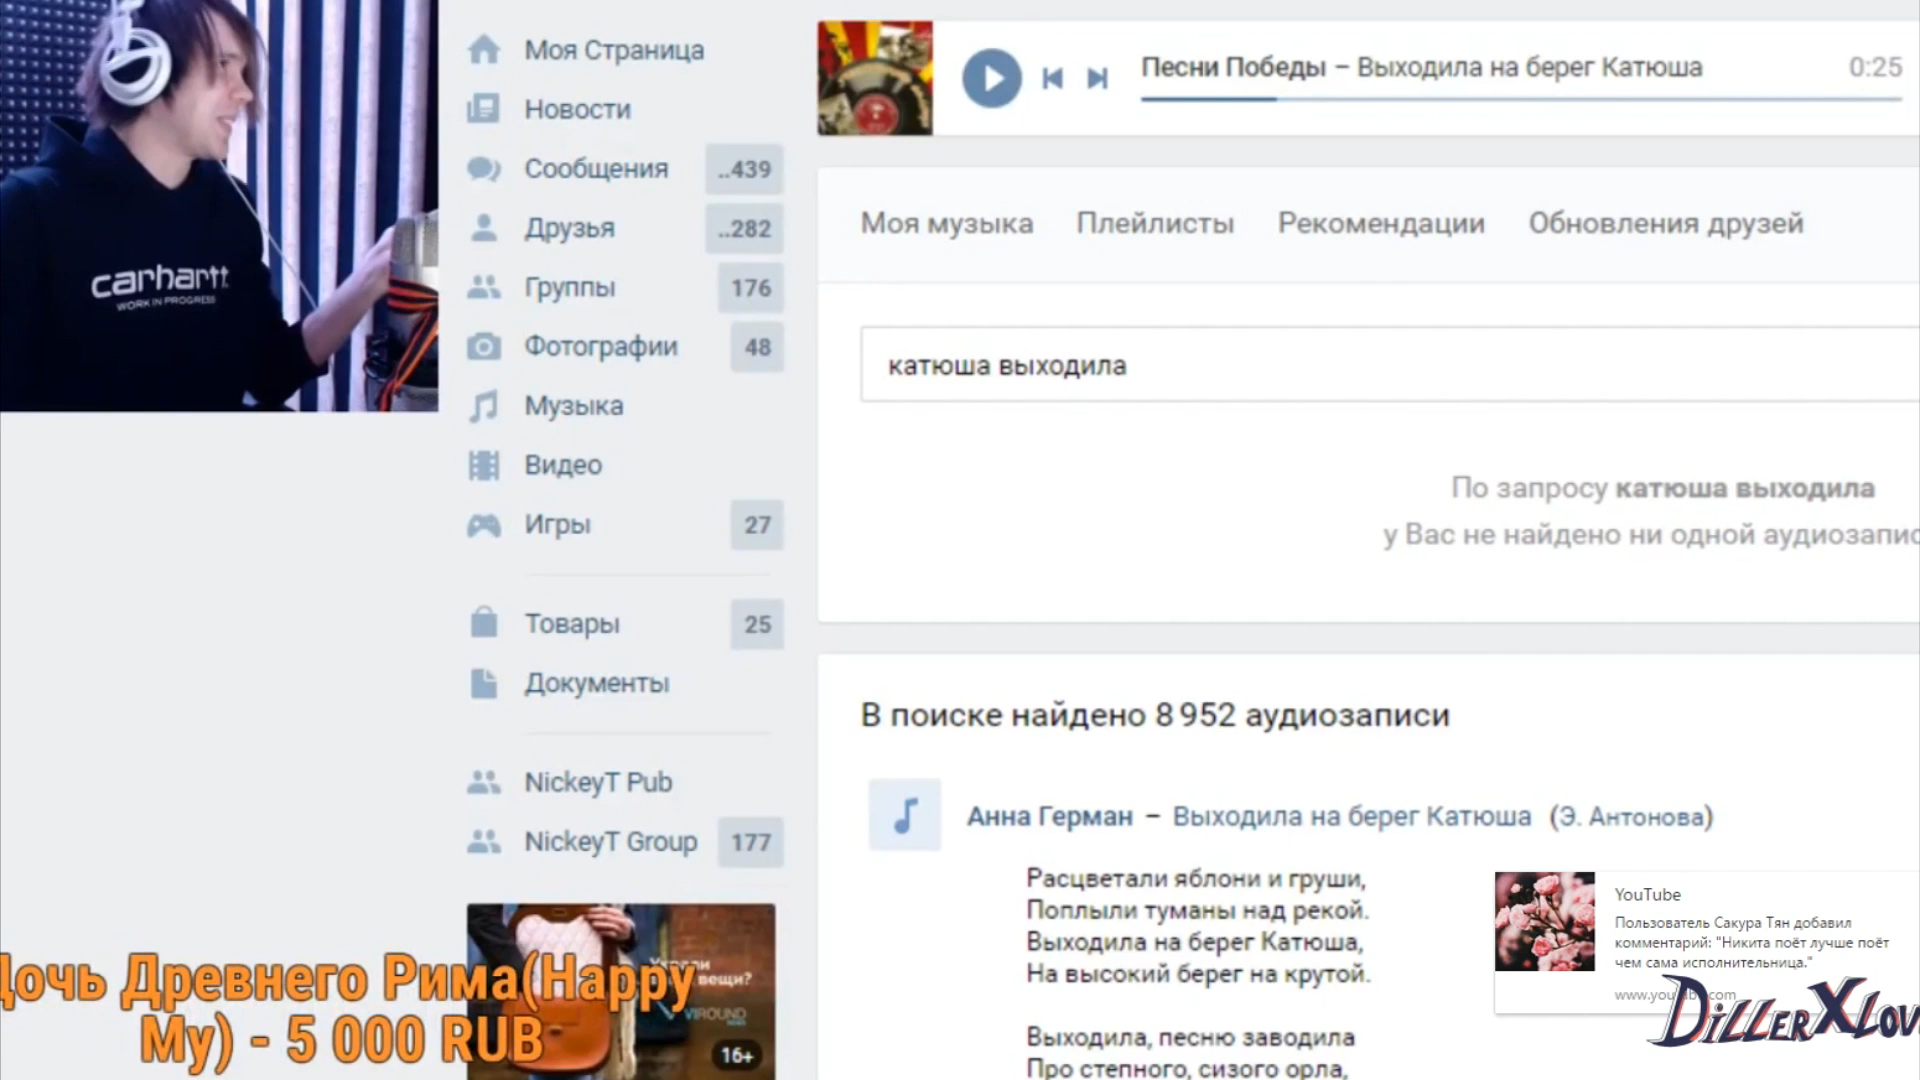 carhartt
WORK IN PROGRESS
Моя Страница
Новости
Сообщения ..439
Друзья ..282
Группы 176
Фотографии 48
Музыка
Видео
Игры 27
Товары 25
Документы
NickeyT Pub
NickeyT Group 177
вещи?
VIROUND
16+
Дочь Древнего Рима(Happy
My) - 5 000 RUB
Песни Победы – Выходила на берег Катюша 0:25
Моя музыка Плейлисты Рекомендации Обновления друзей
катюша выходила
По запросу катюша выходила
у Вас не найдено ни одной
В поиске найдено 8 952 аудиозаписи
Анна Герман – Выходила на берег Катюша (Э. Антонова)
Расцветали яблони и груши,
Поплыли туманы над рекой.
Выходила на берег Катюша,
На высокий берег на крутой.
Выходила, песню заводила
Про степного, сизого орла,
YouTube
Пользователь Сакура Тян добавил
комментарий: "Никита поёт лучше поёт
чем сама исполнительница."
DillerXLov